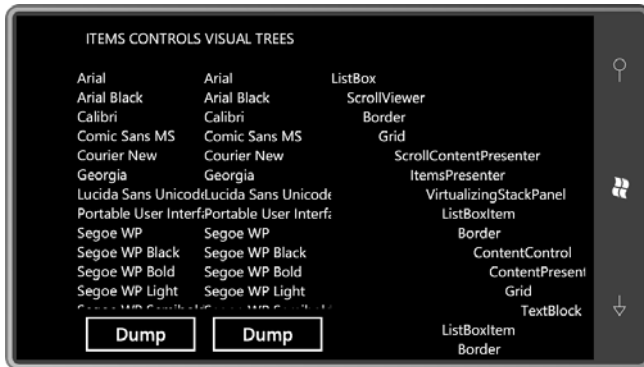 ITEMS CONTROLS VISUAL TREES
Arial
Arial Black
Calibri
Comic Sans MS
Courier New
Georgia
Lucida Sans Unicode
Portable User Interf
Segoe WP
Segoe WP Black
Segoe WP Bold
Segoe WP Light
Dump
Arial
Arial Black
Calibri
Comic Sans MS
Courier New
Georgia
Lucida Sans Unicode
Portable User Interfa
Segoe WP
Segoe WP Black
Segoe WP Bold
Segoe WP Light
Dump
ListBox
ScrollViewer
Border
Grid
ScrollContentPresenter
ItemsPresenter
VirtualizingStackPanel
ListBoxItem
Border
ContentControl
ContentPresent
Grid
TextBlock
ListBoxItem
Border